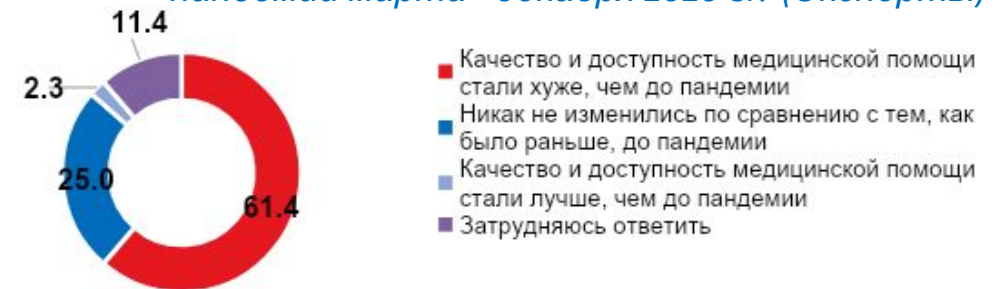 11.4
2.3
25.0
61.4
Качество и доступность медицинской помощи
стали хуже, чем до пандемии
Никак не изменились по сравнению с тем, как
было раньше, до пандемии
Качество и доступность медицинской помощи
стали лучше, чем до пандемии
Затрудняюсь ответить